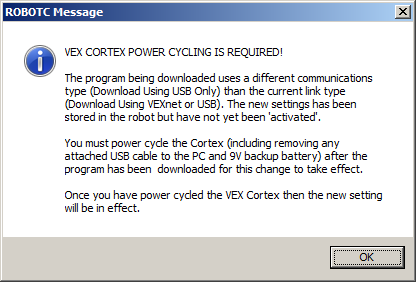 ROBOTC Message
VEX CORTEX POWER CYCLING IS REQUIRED!
The program being downloaded uses a different communications
type (Download Using USB Only) than the current link type
(Download Using VEXnet or USB). The new settings has been
stored in the robot but have not yet been 'activated'.
You must power cycle the Cortex (including removing any
attached USB cable to the PC and 9V backup battery) after the
program has been  downloaded for this change to take effect.
Once you have power cycled the VEX Cortex then the new setting
will be in effect.
OK